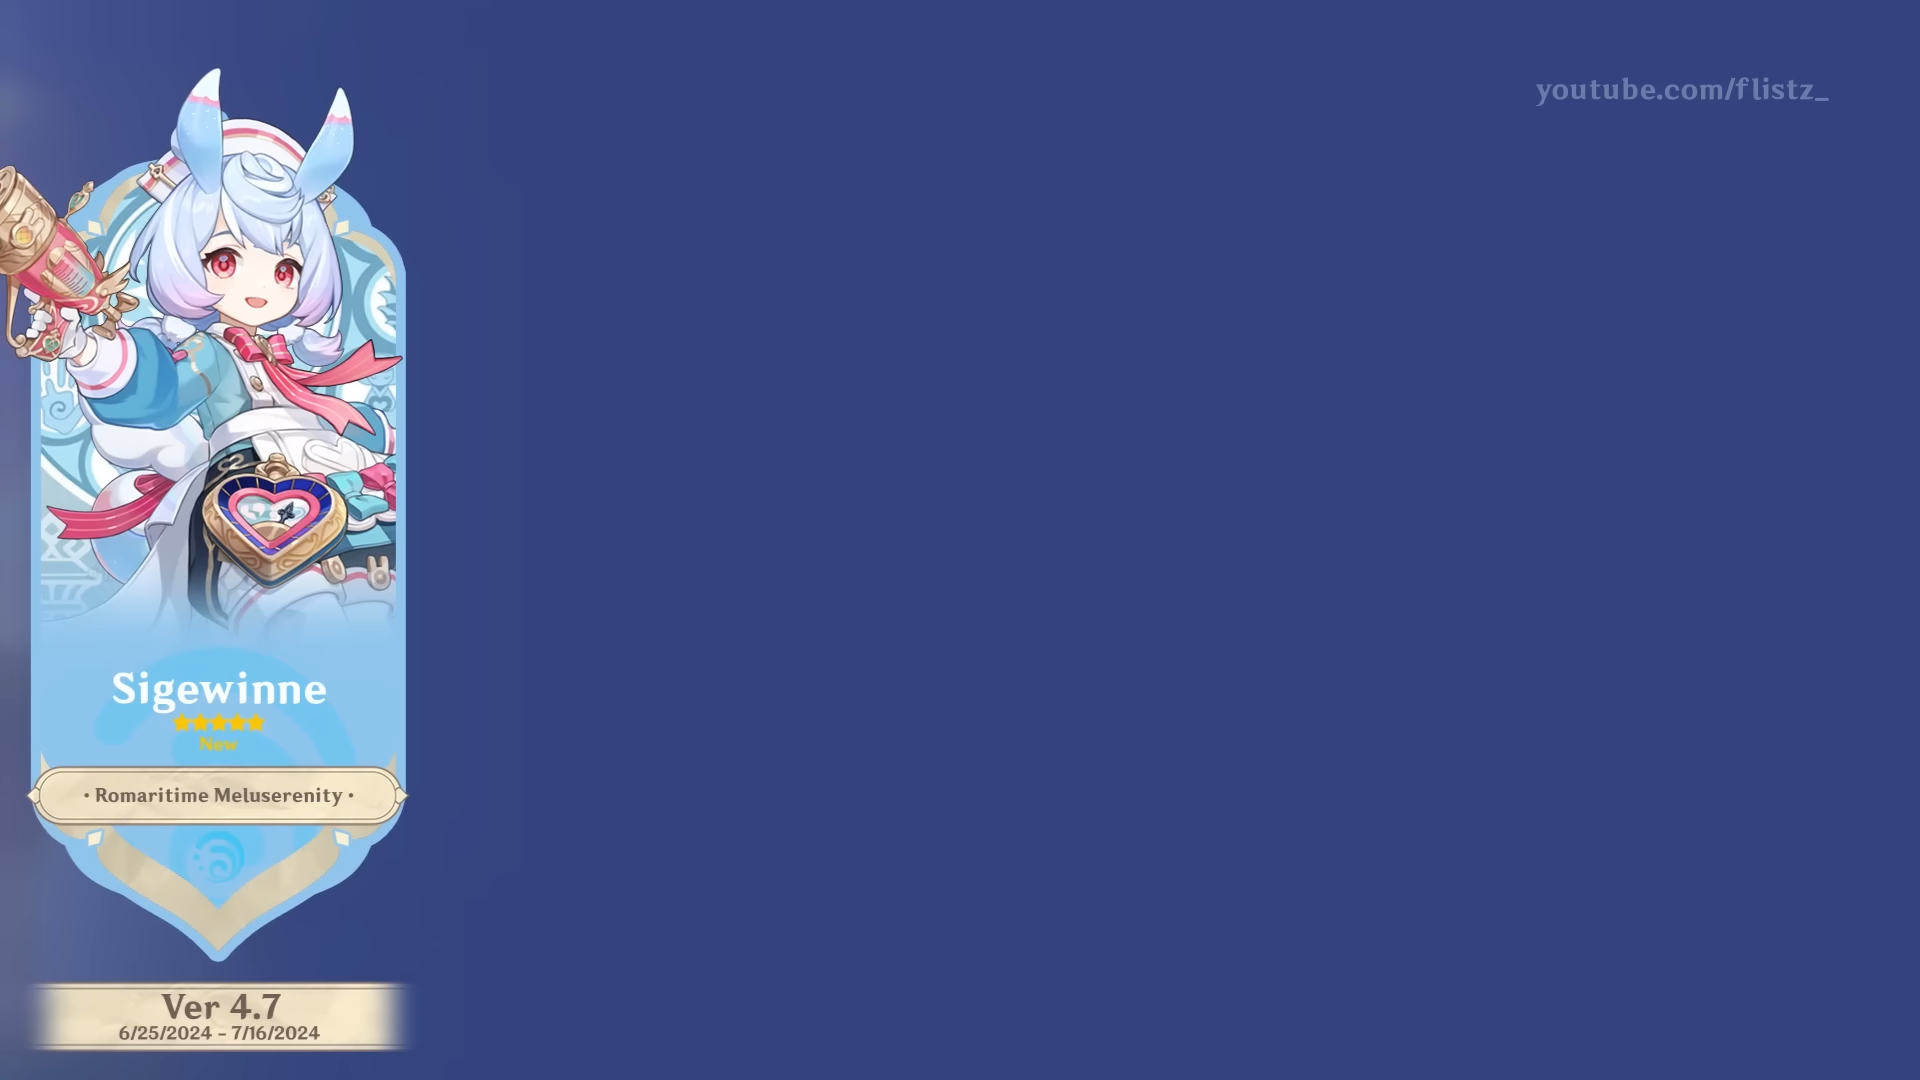 youtube.com/flistz_
Sigewinne
New
• Romaritime Meluserenity •
Ver 4.7
6/25/2024 - 7/16/2024